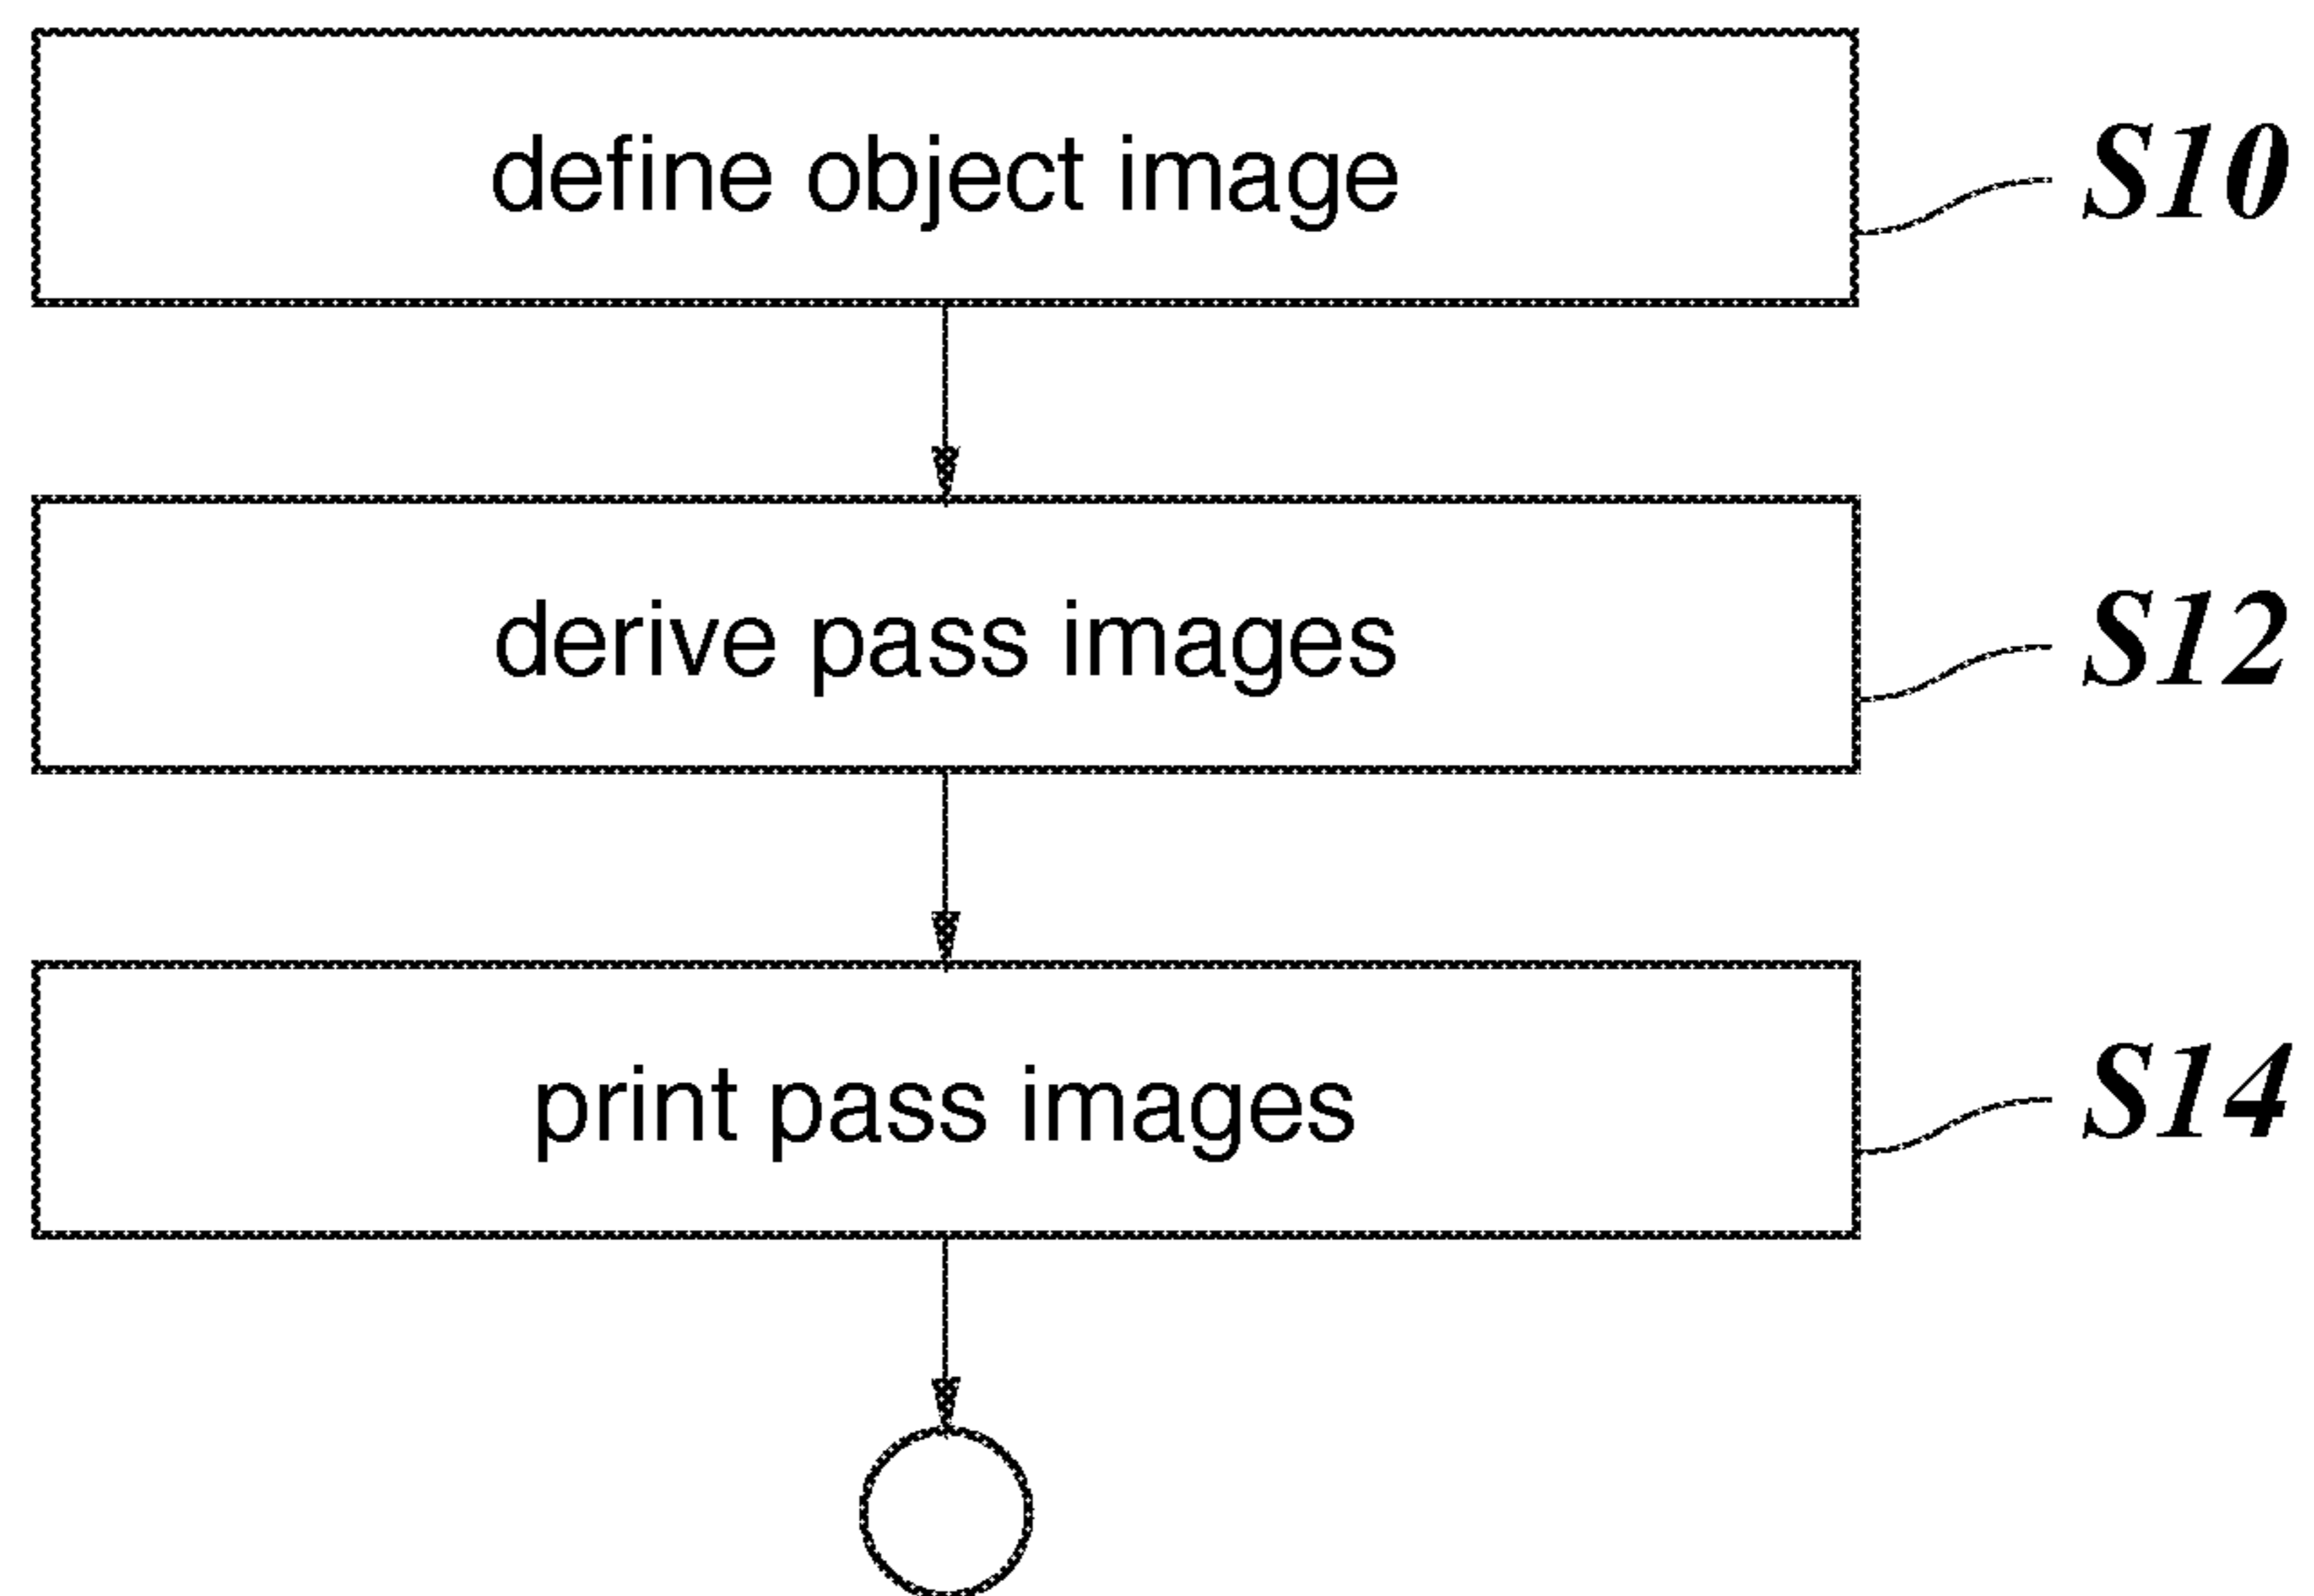 define object image
S10
derive pass images
S12
print pass images
S14